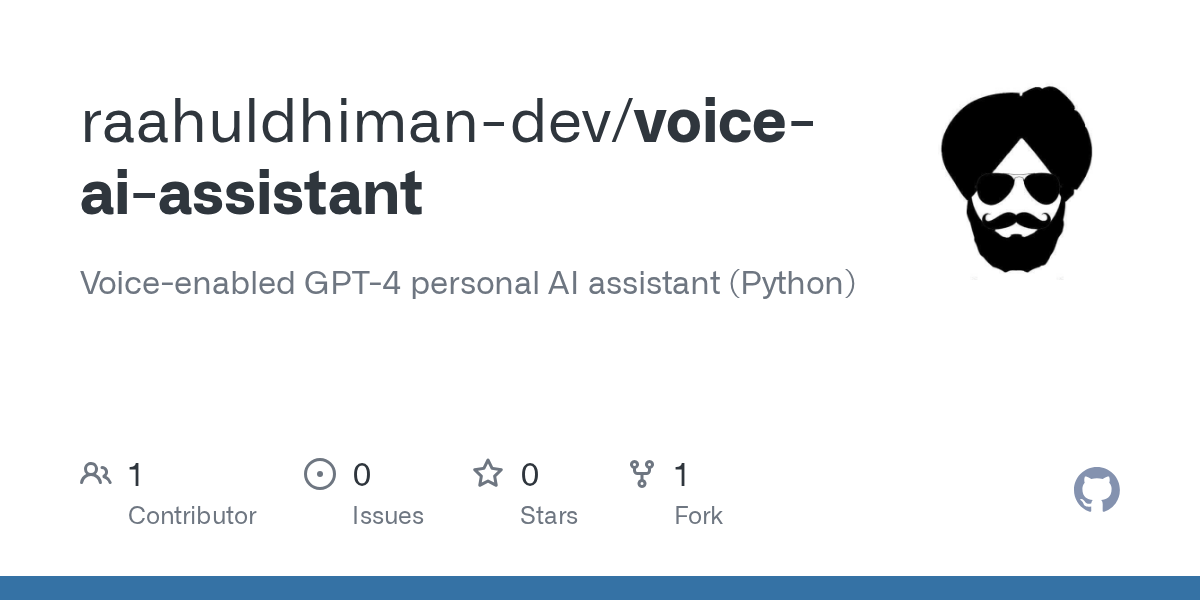 raahuldhiman-dev/voice-
ai-assistant
Voice-enabled GPT-4 personal AI assistant (Python)
1
Contributor
0
Issues
0
Stars
1
Fork